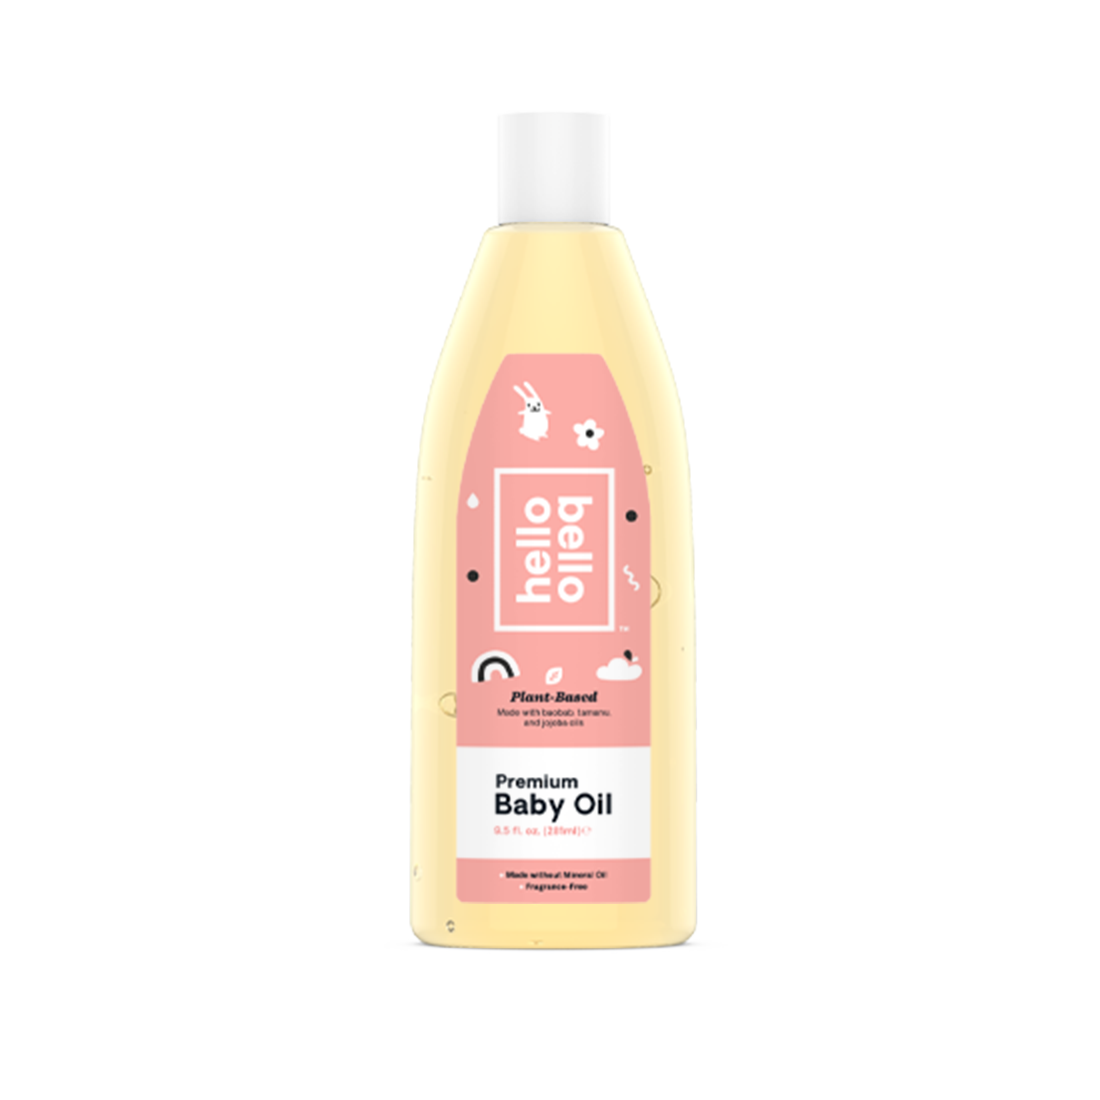 hello
bello
TM
Plant-Based
Made with baobab, tamanu,
and jojoba oils
Premium
Baby Oil
9.5 fl. oz. (281ml)℮
Made without Mineral Oil
Fragrance-Free